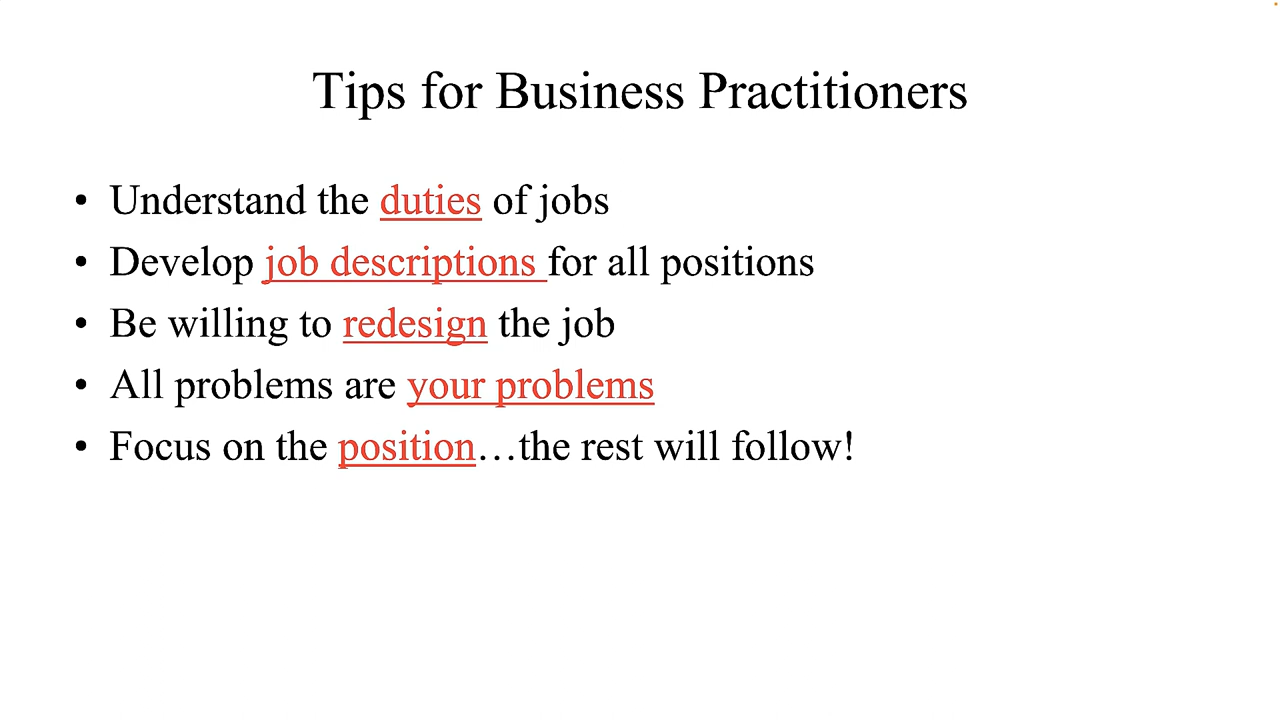 Tips for Business Practitioners
• Understand the duties of jobs
• Develop job descriptions for all positions
• Be willing to redesign the job
• All problems are your problems
• Focus on the position…the rest will follow!